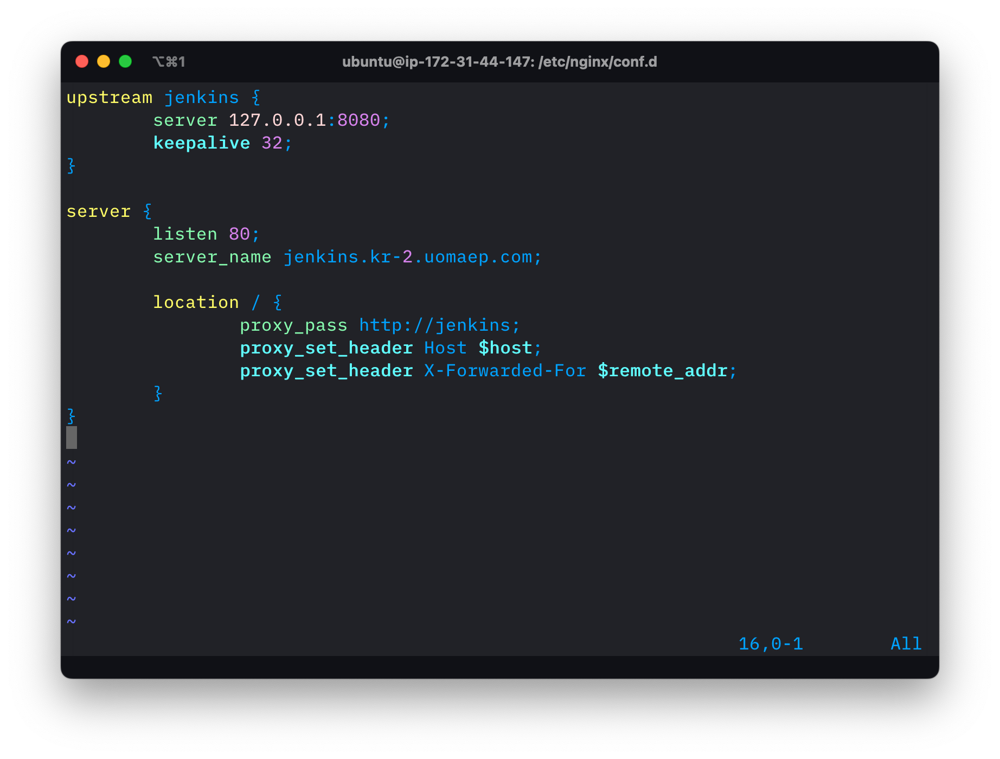 ⌥⌘1 ubuntu@ip-172-31-44-147: /etc/nginx/conf.d
upstream jenkins {
        server 127.0.0.1:8080;
        keepalive 32;
}

server {
        listen 80;
        server_name jenkins.kr-2.uomaep.com;

        location / {
                proxy_pass http://jenkins;
                proxy_set_header Host $host;
                proxy_set_header X-Forwarded-For $remote_addr;
        }
}

~
~
~
~
~
~
~
~
16,0-1 All